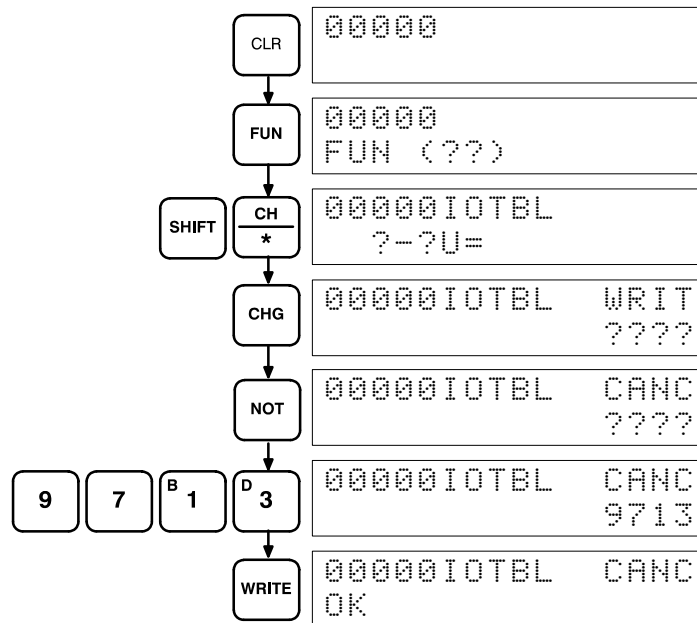 CLR
00000
FUN
00000
FUN (??)
SHIFT
CH
*
00000IOTBL
?-?U=
CHG
00000IOTBL WRIT
????
NOT
00000IOTBL CANC
????
9
7
B 1
D 3
00000IOTBL CANC
9713
WRITE
00000IOTBL CANC
OK